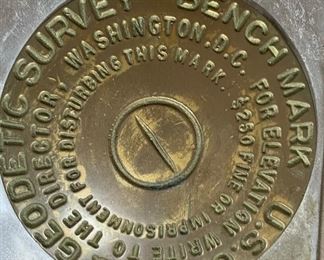 GEODETIC SURVEY BENCH MARK U.S.
FOR ELEVATION WRITE TO THE DIRECTOR, WASHINGTON, D.C.
$250 FINE OR IMPRISONMENT FOR DISTURBING THIS MARK.